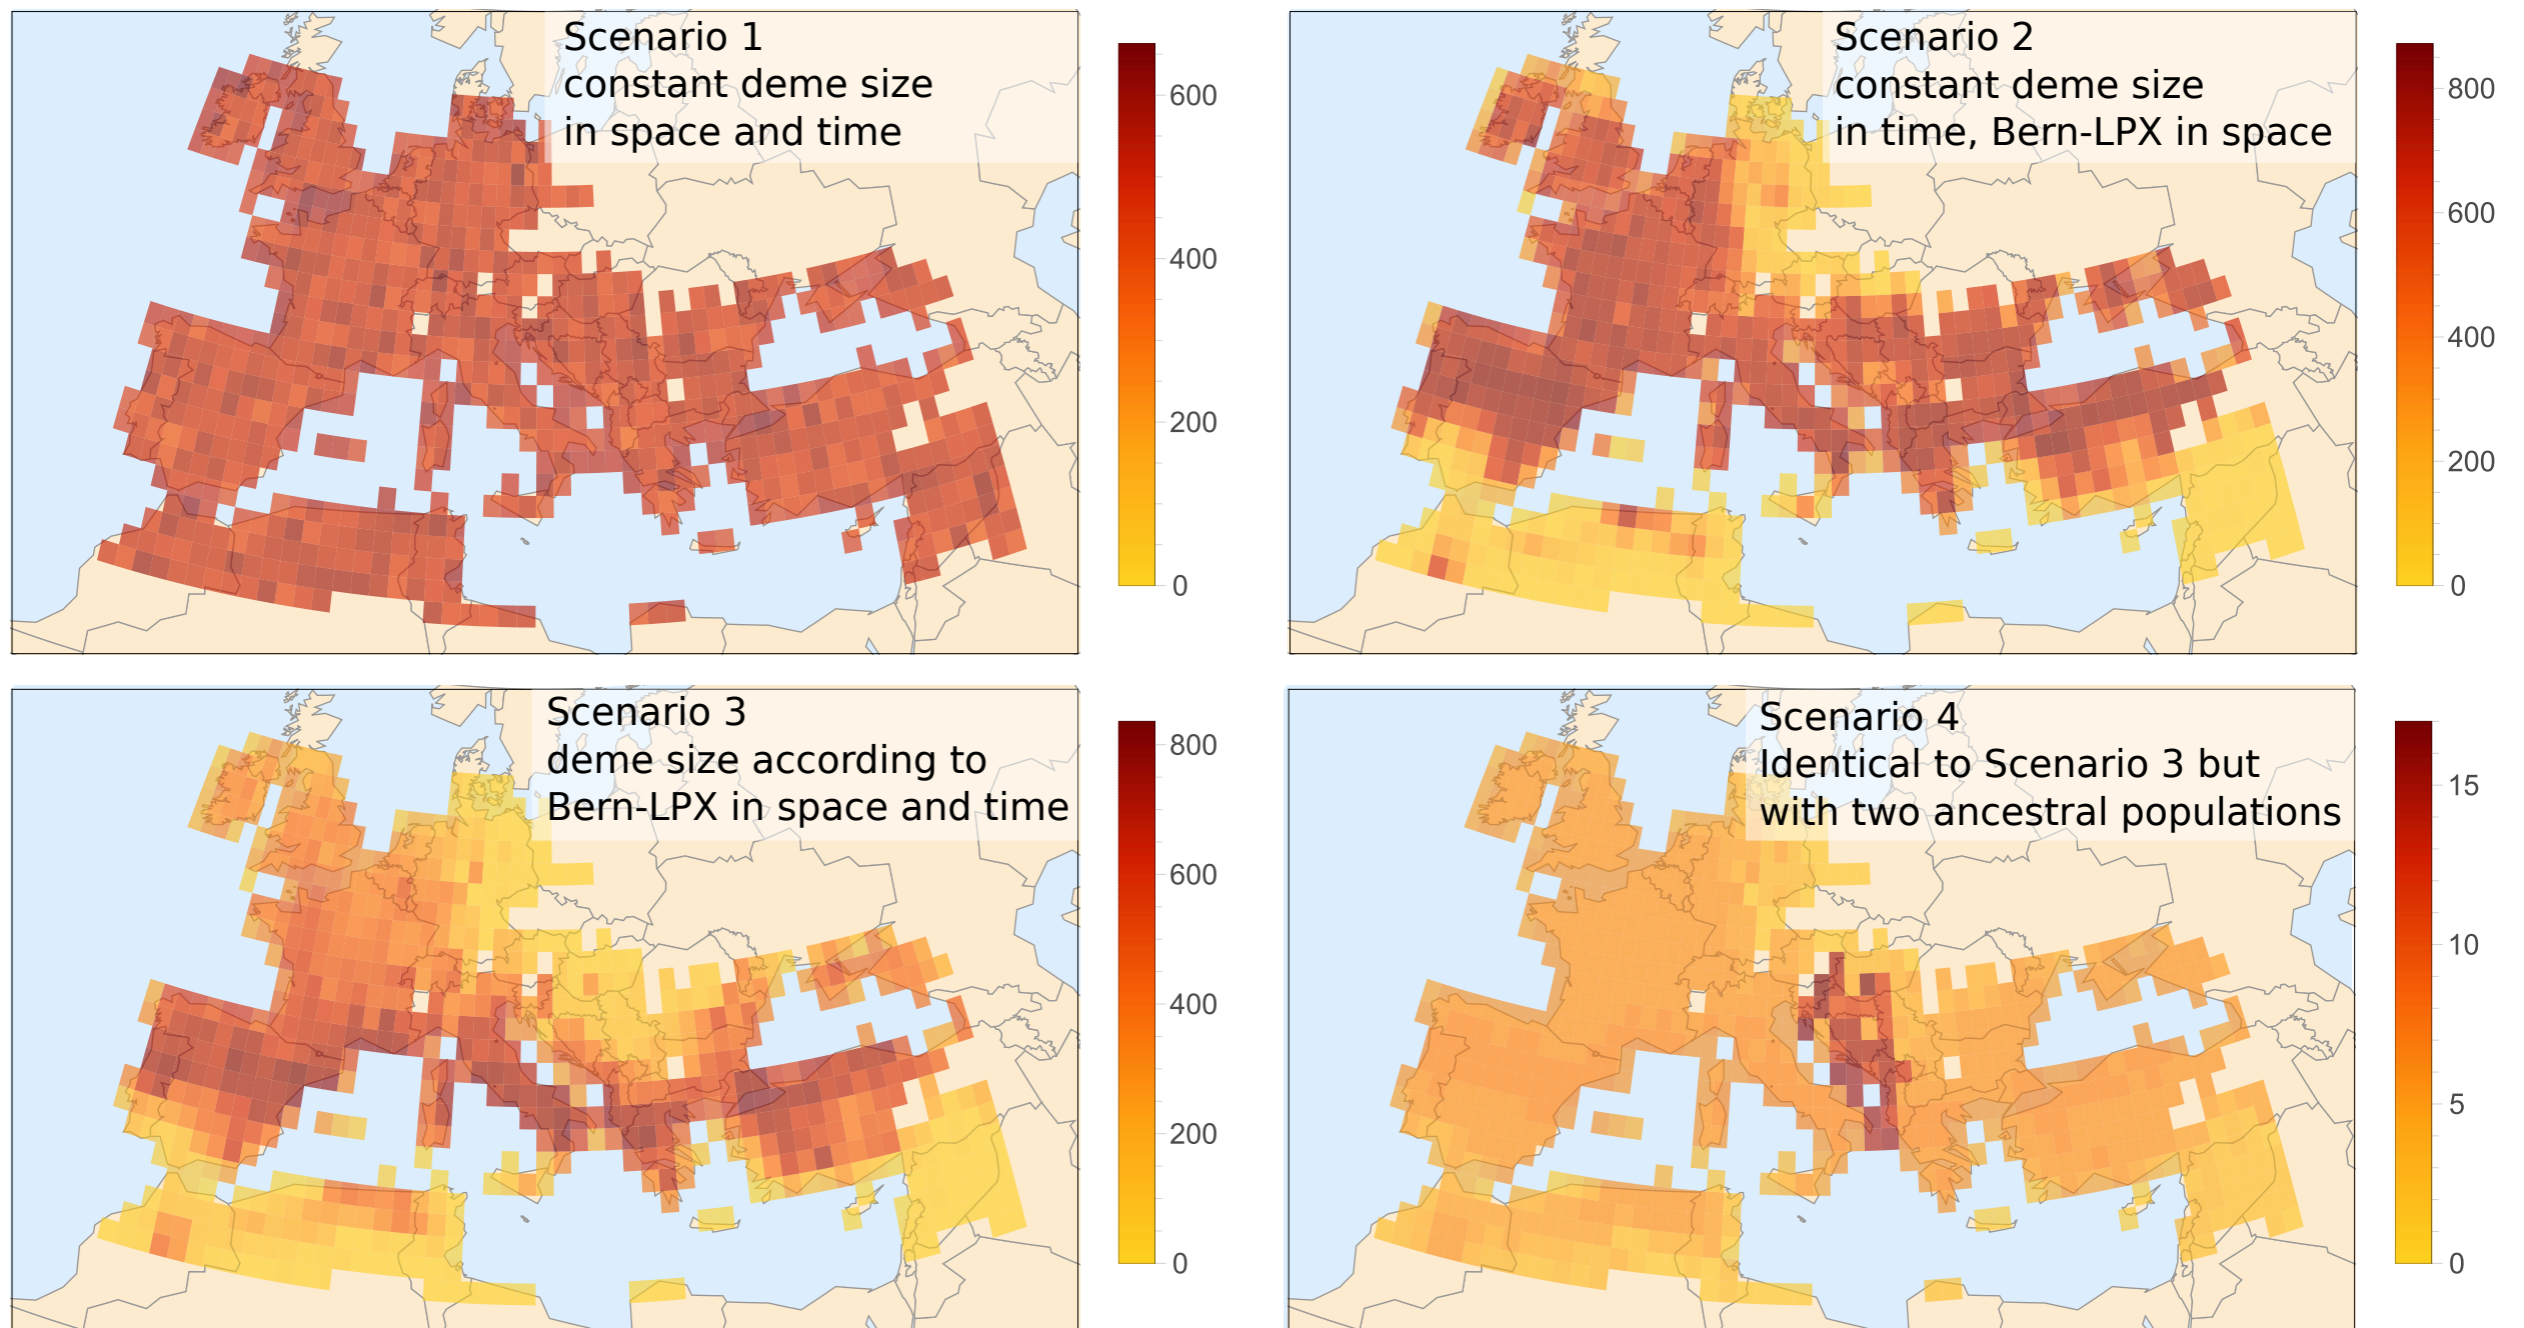 Scenario 1
constant deme size
in space and time
600
400
200
0
Scenario 2
constant deme size
in time, Bern-LPX in space
800
600
400
200
0
Scenario 3
deme size according to
Bern-LPX in space and time
800
600
400
200
0
Scenario 4
Identical to Scenario 3 but
with two ancestral populations
15
10
5
0